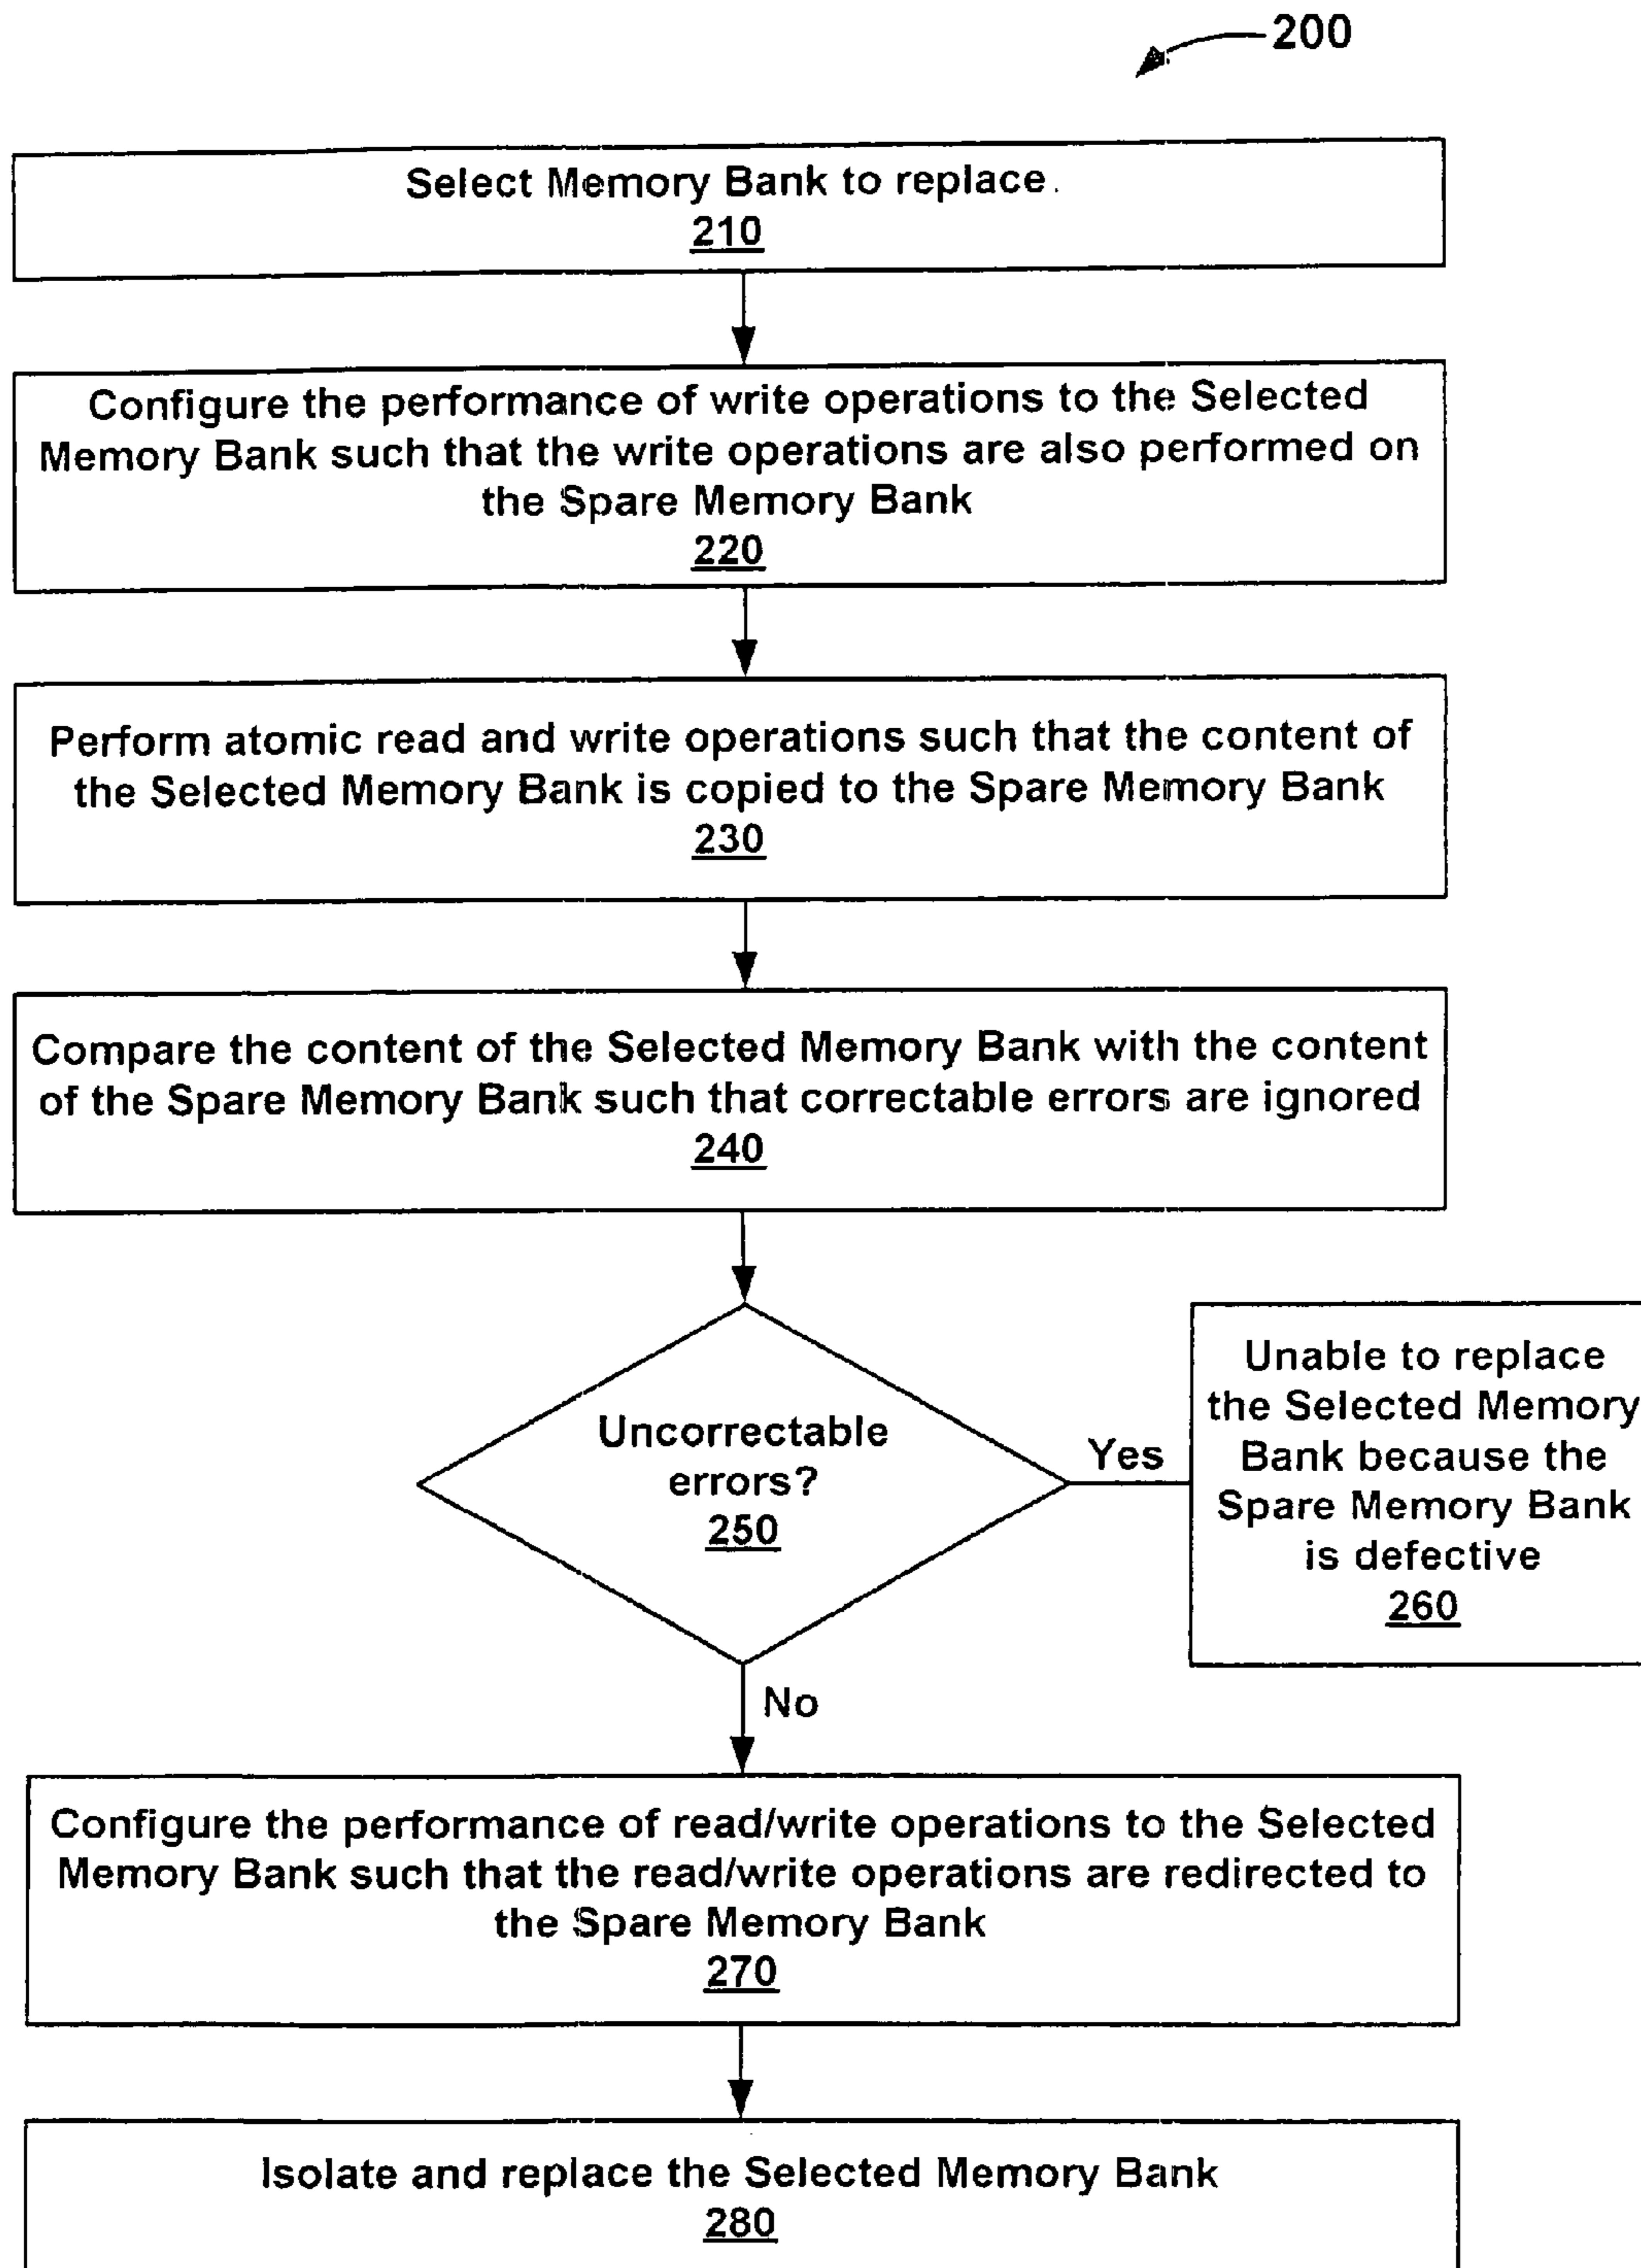 200
Select Memory Bank to replace.
210
Configure the performance of write operations to the Selected
Memory Bank such that the write operations are also performed on
the Spare Memory Bank
220
Perform atomic read and write operations such that the content of
the Selected Memory Bank is copied to the Spare Memory Bank
230
Compare the content of the Selected Memory Bank with the content
of the Spare Memory Bank such that correctable errors are ignored
240
Uncorrectable
errors?
250
Yes
Unable to replace
the Selected Memory
Bank because the
Spare Memory Bank
is defective
260
No
Configure the performance of read/write operations to the Selected
Memory Bank such that the read/write operations are redirected to
the Spare Memory Bank
270
Isolate and replace the Selected Memory Bank
280